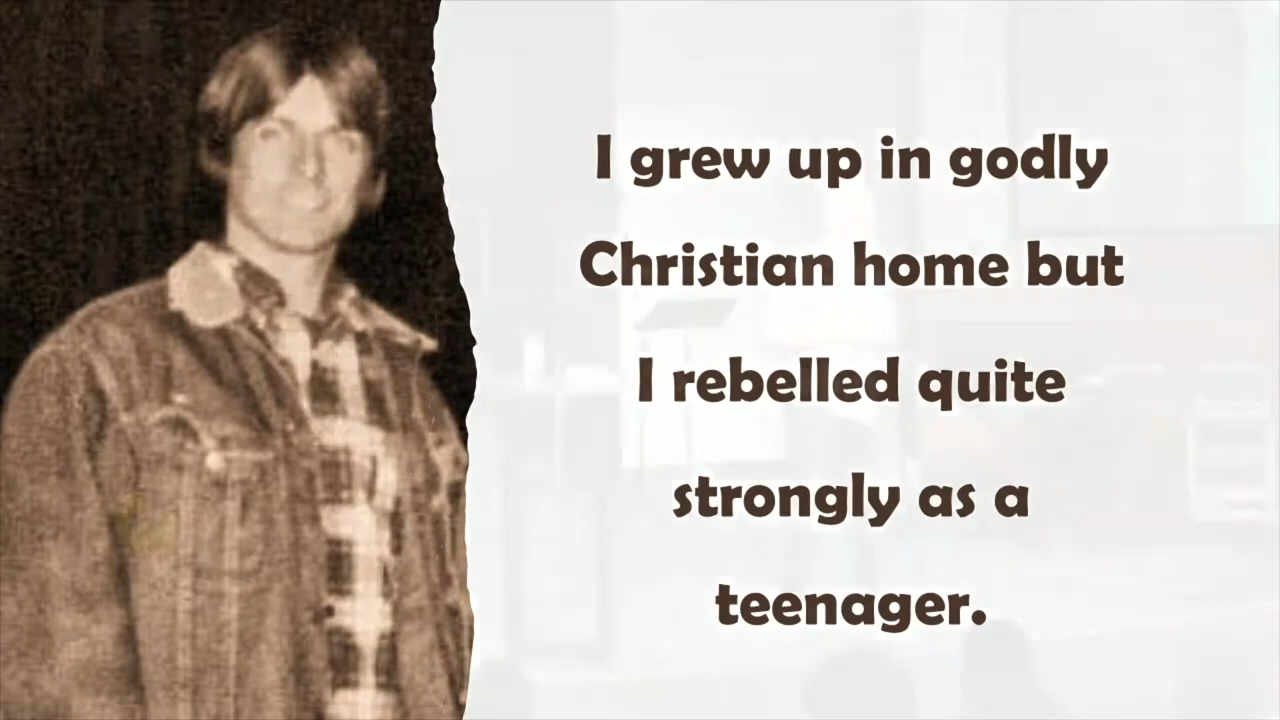 I grew up in godly
Christian home but
I rebelled quite
strongly as a
teenager.